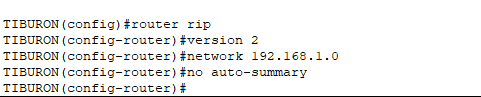 TIBURON(config)#router rip
TIBURON(config-router)#version 2
TIBURON(config-router)#network 192.168.1.0
TIBURON(config-router)#no auto-summary
TIBURON(config-router)#